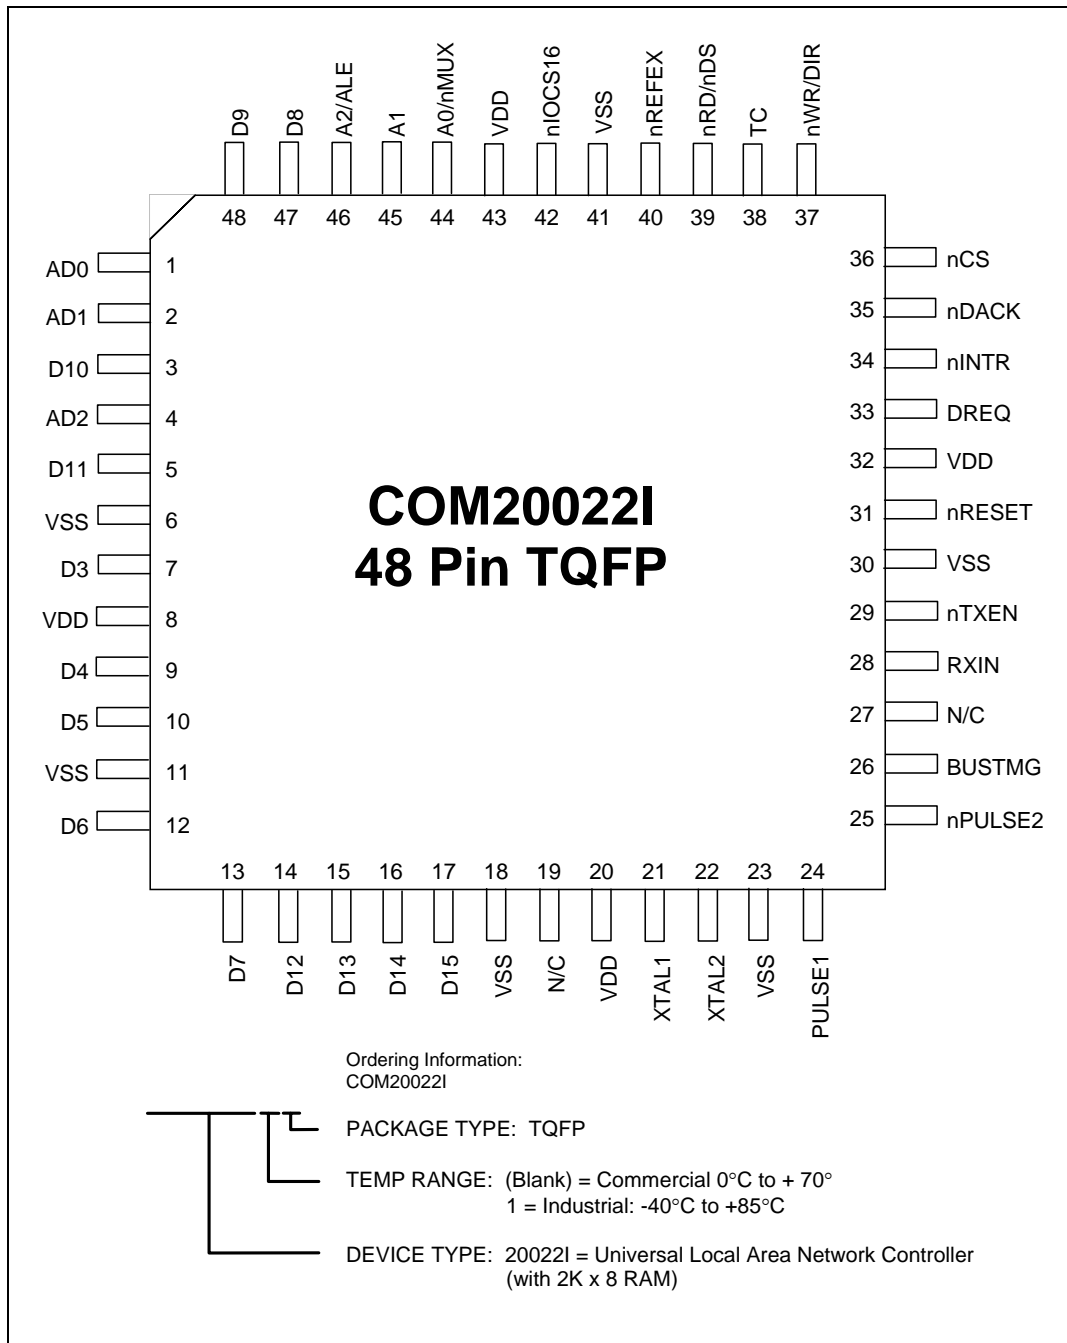 D9
D8
A2/ALE
A1
A0/nMUX
VDD
nIOCS16
VSS
nREFEX
nRD/nDS
TC
nWR/DIR
48 47 46 45 44 43 42 41 40 39 38 37
AD0 1
AD1 2
D10 3
AD2 4
D11 5
VSS 6
D3 7
VDD 8
D4 9
D5 10
VSS 11
D6 12
36 nCS
35 nDACK
34 nINTR
33 DREQ
32 VDD
31 nRESET
30 VSS
29 nTXEN
28 RXIN
27 N/C
26 BUSTMG
25 nPULSE2
COM20022I
48 Pin TQFP
13 14 15 16 17 18 19 20 21 22 23 24
D7
D12
D13
D14
D15
VSS
N/C
VDD
XTAL1
XTAL2
VSS
PULSE1
Ordering Information:
COM20022I
PACKAGE TYPE: TQFP
TEMP RANGE: (Blank) = Commercial 0°C to + 70°
1 = Industrial: -40°C to +85°C
DEVICE TYPE: 20022I = Universal Local Area Network Controller
(with 2K x 8 RAM)